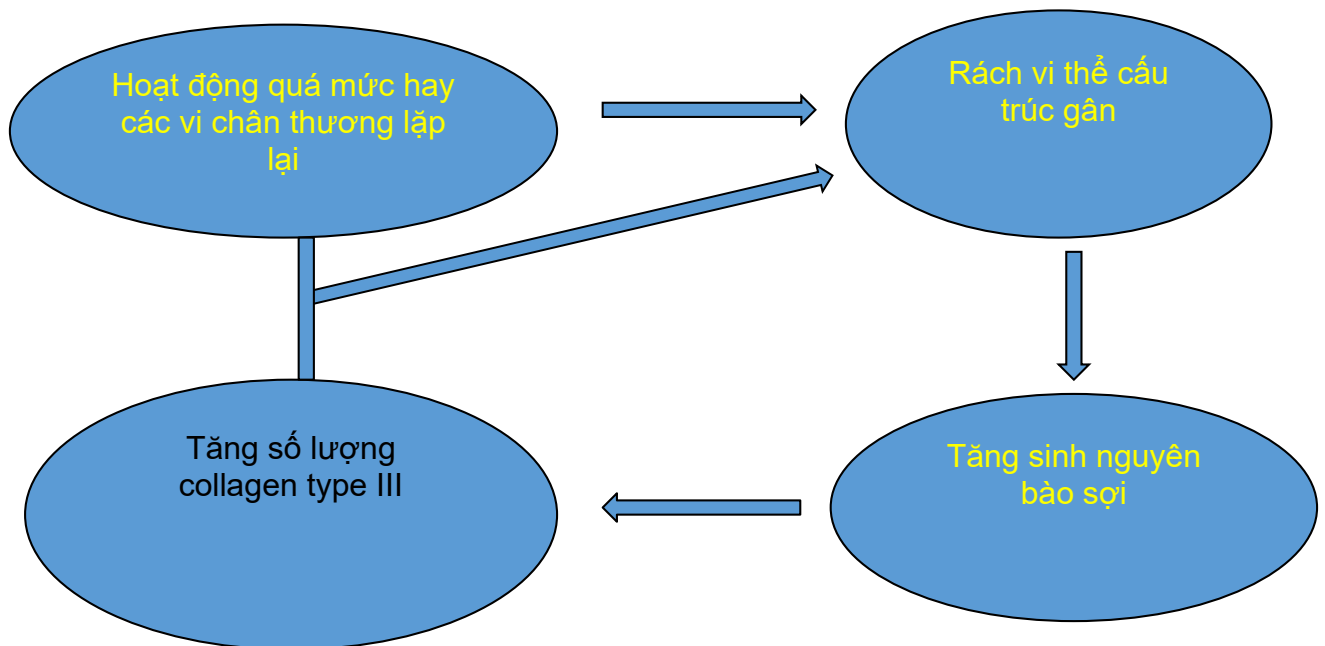 Hoạt động quá mức hay
các vi chân thương lặp
lại
Rách vi thể cấu
trúc gân
Tăng số lượng
collagen type III
Tăng sinh nguyên
bào sợi